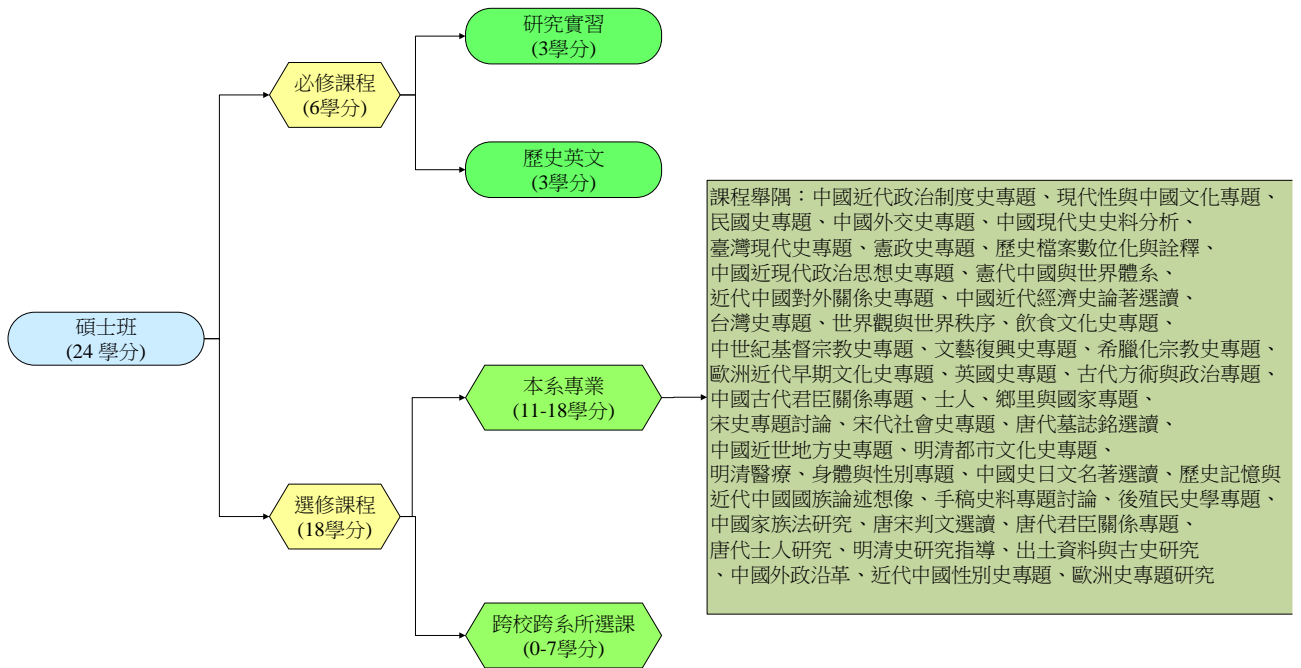 研究實習
(3學分)
必修課程
(6學分)
歷史英文
(3學分)
碩士班
(24 學分)
本系專業
(11-18學分)
選修課程
(18學分)
跨校跨系所選課
(0-7學分)
課程舉隅：中國近代政治制度史專題、現代性與中國文化專題、
民國史專題、中國外交史專題、中國現代史史料分析、
臺灣現代史專題、憲政史專題、歷史檔案數位化與詮釋、
中國近現代政治思想史專題、憲代中國與世界體系、
近代中國對外關係史專題、中國近代經濟史論著選讀、
台灣史專題、世界觀與世界秩序、飲食文化史專題、
中世紀基督宗教史專題、文藝復興史專題、希臘化宗教史專題、
歐洲近代早期文化史專題、英國史專題、古代方術與政治專題、
中國古代君臣關係專題、士人、鄉里與國家專題、
宋史專題討論、宋代社會史專題、唐代墓誌銘選讀、
中國近世地方史專題、明清都市文化史專題、
明清醫療、身體與性別專題、中國史日文名著選讀、歷史記憶與
近代中國國族論述想像、手稿史料專題討論、後殖民史學專題、
中國家族法研究、唐宋判文選讀、唐代君臣關係專題、
唐代士人研究、明清史研究指導、出土資料與古史研究
、中國外政沿革、近代中國性別史專題、歐洲史專題研究